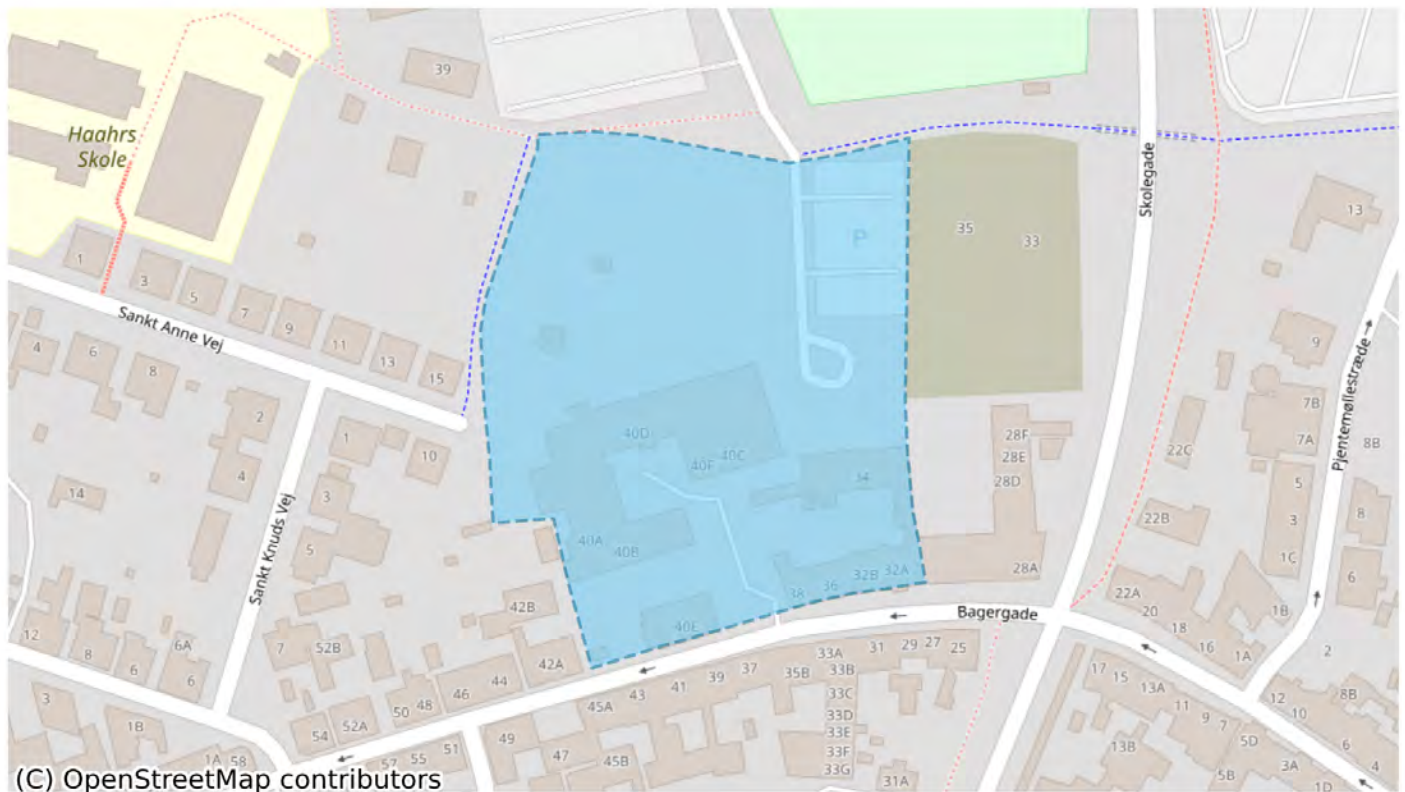 39
Haahrs
Skole
P
35
33
Skolegade
13
1
3
5
7
9
11
13
15
Sankt Anne Vej
4
6
8
2
4
1
10
3
5
14
Sankt Knuds Vej
12
8
6
6A
6
7
52B
42B
42A
40D
40C
40F
40A
40B
40E
34
38
36
32B
32A
28F
28E
28D
28A
Bagergade
22C
22B
22A
20
18
16
1A
1B
9
7B
7A
8B
5
3
1C
8
6
2
Pjentemøllestræde
3
1B
1A
58
54
52A
50
48
46
44
57
55
51
49
47
45A
45B
43
41
39
37
35B
33A
33B
33C
33D
33E
33F
33G
31
29
27
25
31A
17
15
13A
11
9
7
5D
13B
5B
3A
1D
12
10
8B
6
4
(C) OpenStreetMap contributors